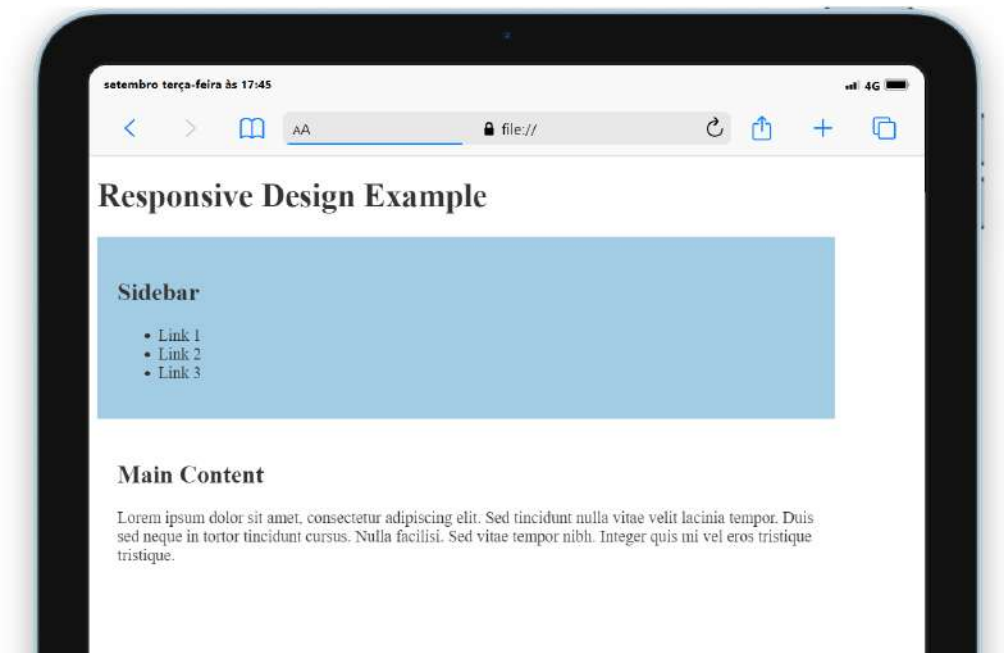 setembro terça-feira às 17:45
4G
AA
file://
Responsive Design Example
Sidebar
• Link 1
• Link 2
• Link 3
Main Content
Lorem ipsum dolor sit amet, consectetur adipiscing elit. Sed tincidunt nulla vitae velit lacinia tempor. Duis
sed neque in tortor tincidunt cursus. Nulla facilisi. Sed vitae tempor nibh. Integer quis mi vel eros tristique
tristique.